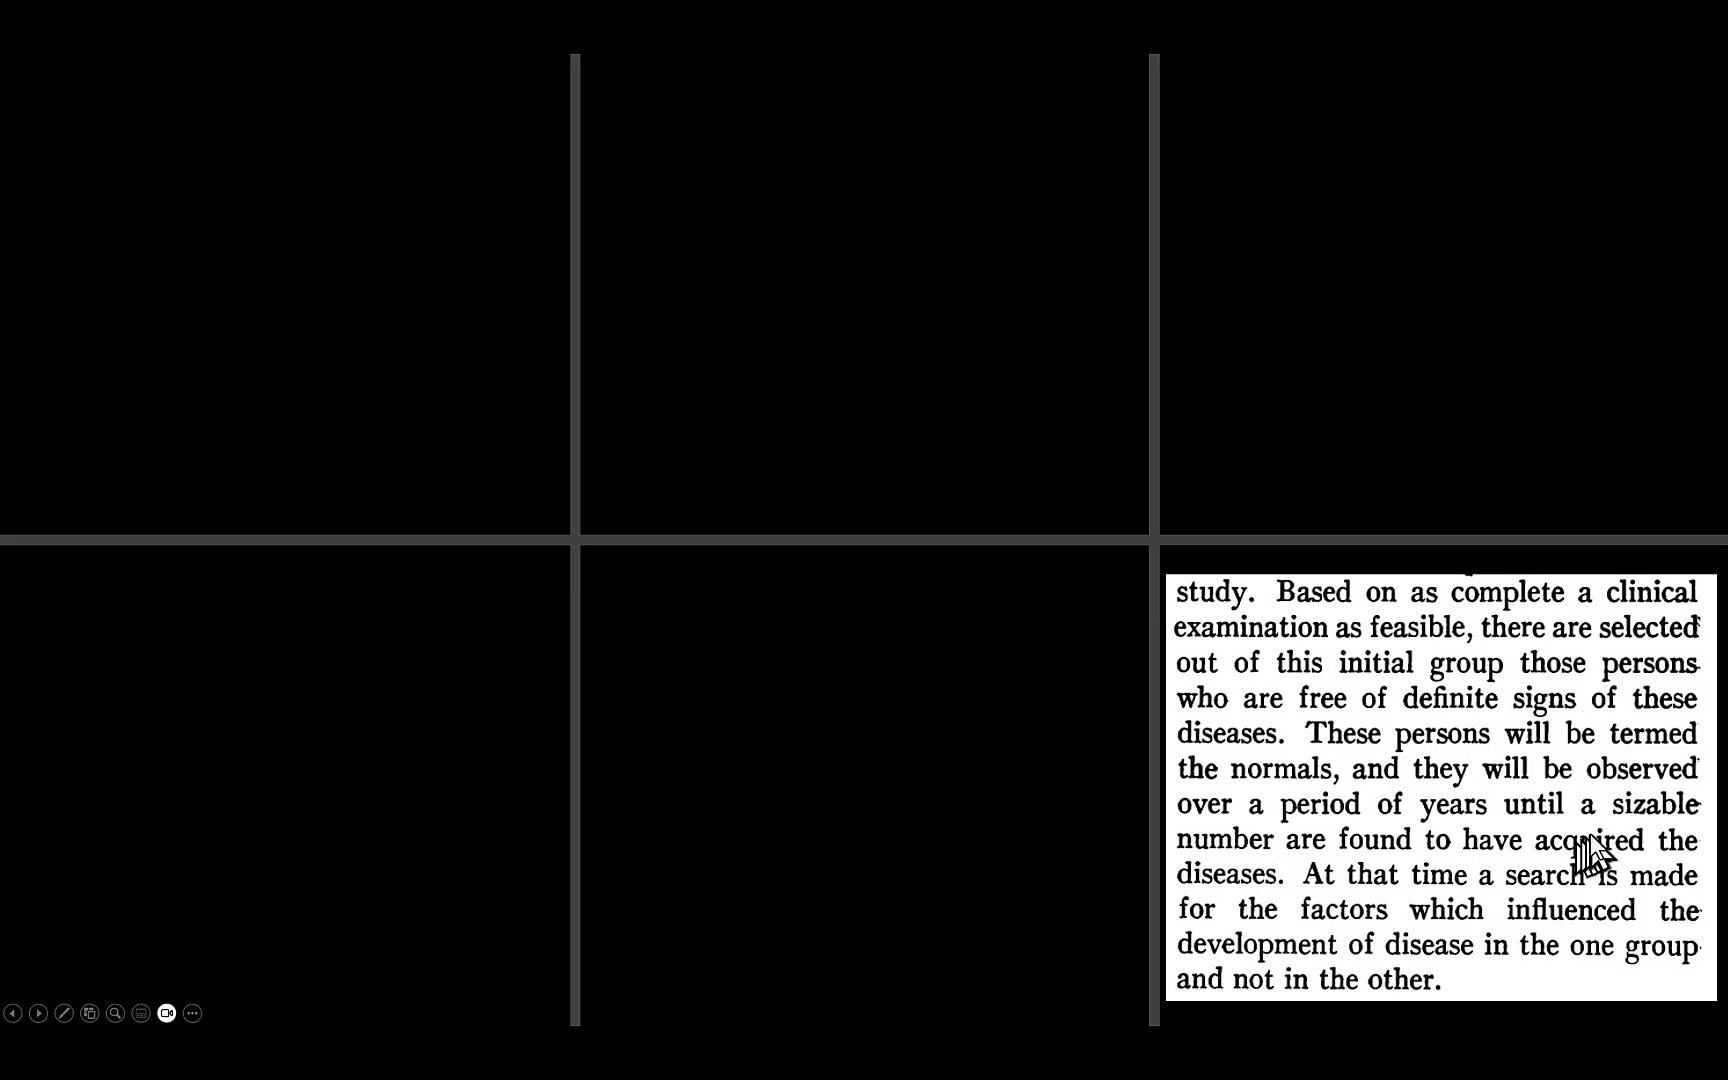 study. Based on as complete a clinical
examination as feasible, there are selected
out of this initial group those persons
who are free of definite signs of these
diseases. These persons will be termed
the normals, and they will be observed
over a period of years until a sizable
number are found to have acquired the
diseases. At that time a search is made
for the factors which influenced the
development of disease in the one group
and not in the other.